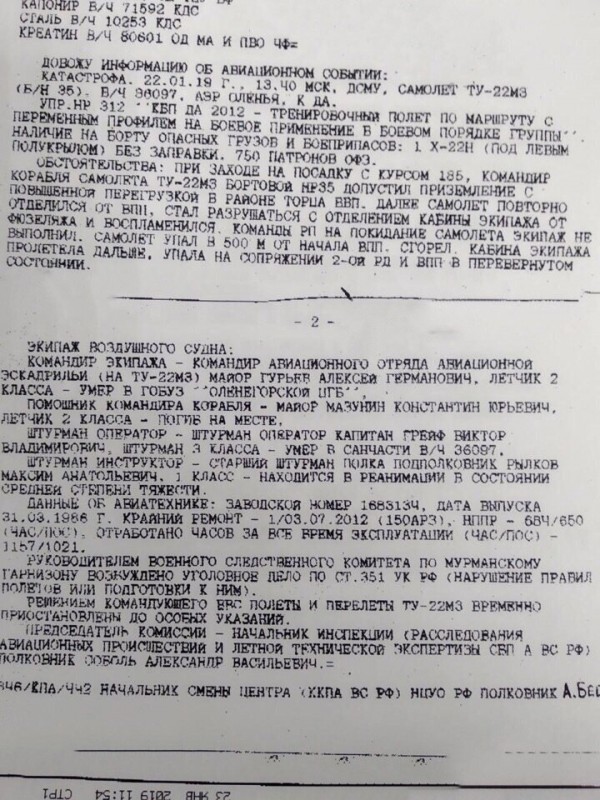 КАПОНИР В/Ч 71592 КЛС
СТАЛЬ В/Ч 10253 КЛС
КРЕАТИН В/Ч 80601 ОД МА И ПВО ЧФ=
ДОВОЖУ ИНФОРМАЦИЮ ОБ АВИАЦИОННОМ СОБЫТИИ:
КАТАСТРОФА. 22.01.19 Г., 13.40 МСК, ДСМУ, САМОЛЕТ ТУ-22М3
(Б/Н 35). В/Ч 36097, АЭР ОЛЕНЬЯ, К ДА.
УПР.НР 312 ''КБП ДА 2012 - ТРЕНИРОВОЧНЫЙ ПОЛЕТ ПО МАРШРУТУ С
ПЕРЕМЕННЫМ ПРОФИЛЕМ НА БОЕВОЕ ПРИМЕНЕНИЕ В БОЕВОМ ПОРЯДКЕ ГРУППЫ''
НАЛИЧИЕ НА БОРТУ ОПАСНЫХ ГРУЗОВ И БОЕПРИПАСОВ: 1 Х-22Н (ПОД ЛЕВЫМ
ПОЛУКРЫЛОМ) БЕЗ ЗАПРАВКИ. 750 ПАТРОНОВ ОФЗ.
ОБСТОЯТЕЛЬСТВА: ПРИ ЗАХОДЕ НА ПОСАДКУ С КУРСОМ 185, КОМАНДИР
КОРАБЛЯ САМОЛЕТА ТУ-22М3 БОРТОВОЙ НР35 ДОПУСТИЛ ПРИЗЕМЛЕНИЕ С
ПОВЫШЕННОЙ ПЕРЕГРУЗКОЙ В РАЙОНЕ ТОРЦА ВПП. ДАЛЕЕ САМОЛЕТ ПОВТОРНО
ОТДЕЛИЛСЯ ОТ ВПП, СТАЛ РАЗРУШАТЬСЯ С ОТДЕЛЕНИЕМ КАБИНЫ ЭКИПАЖА ОТ
ФЮЗЕЛЯЖА И ВОСПЛАМЕНИЛСЯ. КОМАНДЫ РП НА ПОКИДАНИЕ САМОЛЕТА ЭКИПАЖ НЕ
ВЫПОЛНИЛ. САМОЛЕТ УПАЛ В 500 М ОТ НАЧАЛА ВПП. СГОРЕЛ. КАБИНА ЭКИПАЖА
ПРОЛЕТЕЛА ДАЛЬШЕ, УПАЛА НА СОПРЯЖЕНИИ 2-ОЙ РД И ВПП В ПЕРЕВЕРНУТОМ
СОСТОЯНИИ.
- 2 -
ЭКИПАЖ ВОЗДУШНОГО СУДНА:
КОМАНДИР ЭКИПАЖА - КОМАНДИР АВИАЦИОННОГО ОТРЯДА АВИАЦИОННОЙ
ЭСКАДРИЛЬИ (НА ТУ-22М3) МАЙОР ГУРЬЕВ АЛЕКСЕЙ ГЕРМАНОВИЧ, ЛЕТЧИК 2
КЛАССА - УМЕР В ГОБУЗ ''ОЛЕНЕГОРСКОЙ ЦГБ''.
ПОМОШНИК КОМАНДИРА КОРАБЛЯ - МАЙОР МАЗУНИН КОНСТАНТИН ЮРЬЕВИЧ,
ЛЕТЧИК 2 КЛАССА - ПОГИБ НА МЕСТЕ.
ШТУРМАН ОПЕРАТОР - ШТУРМАН ОПЕРАТОР КАПИТАН ГРЕЙФ ВИКТОР
ВЛАДИМИРОВИЧ, ШТУРМАН 3 КЛАССА - УМЕР В САНЧАСТИ В/Ч 36097.
ШТУРМАН ИНСТРУКТОР - СТАРШИЙ ШТУРМАН ПОЛКА ПОДПОЛКОВНИК РЫЛКОВ
МАКСИМ АНАТОЛЬЕВИЧ, 1 КЛАСС - НАХОДИТСЯ В РЕАНИМАЦИИ В СОСТОЯНИИ
СРЕДНЕЙ СТЕПЕНИ ТЯЖЕСТИ.
ДАННЫЕ ОБ АВИАТЕХНИКЕ: ЗАВОДСКОЙ НОМЕР 1683134, ДАТА ВЫПУСКА
31.03.1986 Г. КРАЙНИЙ РЕМОНТ - 1/03.07.2012 (150АРЗ), НППР - 6ВЧ/650
(ЧАС/ПОС), ОТРАБОТАНО ЧАСОВ ЗА ВСЕ ВРЕМЯ ЭКСПЛУАТАЦИИ (ЧАС/ПОС) -
1157/1021.
РУКОВОДИТЕЛЕМ ВОЕННОГО СЛЕДСТВЕННОГО КОМИТЕТА ПО МУРМАНСКОМУ
ГАРНИЗОНУ ВОЗБУЖДЕНО УГОЛОВНОЕ ДЕЛО ПО СТ.351 УК РФ (НАРУШЕНИЕ ПРАВИЛ
ПОЛЕТОВ ИЛИ ПОДГОТОВКИ К НИМ).
РЕШЕНИЕМ КОМАНДУЮЩЕГО ВВС ПОЛЕТЫ И ПЕРЕЛЕТЫ ТУ-22М3 ВРЕМЕННО
ПРИОСТАНОВЛЕНЫ ДО ОСОБЫХ УКАЗАНИЙ.
ПРЕДСЕДАТЕЛЬ КОМИССИИ - НАЧАЛЬНИК ИНСПЕКЦИИ (РАССЛЕДОВАНИЯ
АВИАЦИОННЫХ ПРОИСШЕСТВИЙ И ЛЕТНОЙ ТЕХНИЧЕСКОЙ ЭКСПЕРТИЗЫ СБП А ВС РФ)
ПОЛКОВНИК СОБОЛЬ АЛЕКСАНДР ВАСИЛЬЕВИЧ.=
НАЧАЛЬНИК СМЕНЫ ЦЕНТРА (ККПА ВС РФ) НЦУО РФ ПОЛКОВНИК А.
23 ЯНВ 2019 11:54 СТР1